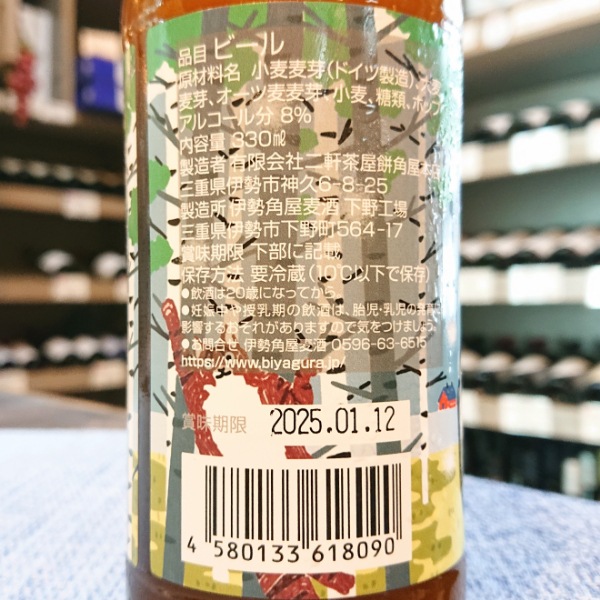 品目 ビール
原材料名 小麦麦芽(ドイツ製造)、大麦
麦芽、オーツ麦麦芽、小麦、糖類、ホップ
アルコール分 8%
内容量 330㎖
製造者 有限会社二軒茶屋餅角屋本店
三重県伊勢市神久6-8-25
製造所 伊勢角屋麦酒 下野工場
三重県伊勢市下野町564-17
賞味期限 下部に記載
保存方法 要冷蔵(10℃以下で保存)
●飲酒は20歳になってから。
●妊娠中や授乳期の飲酒は、胎児・乳児の発育に
影響するおそれがありますので気をつけましょう。
●お問合せ 伊勢角屋麦酒 0596-63-6515
https://www.biyagura.jp/
賞味期限 2025.01.12
4 580133 618090